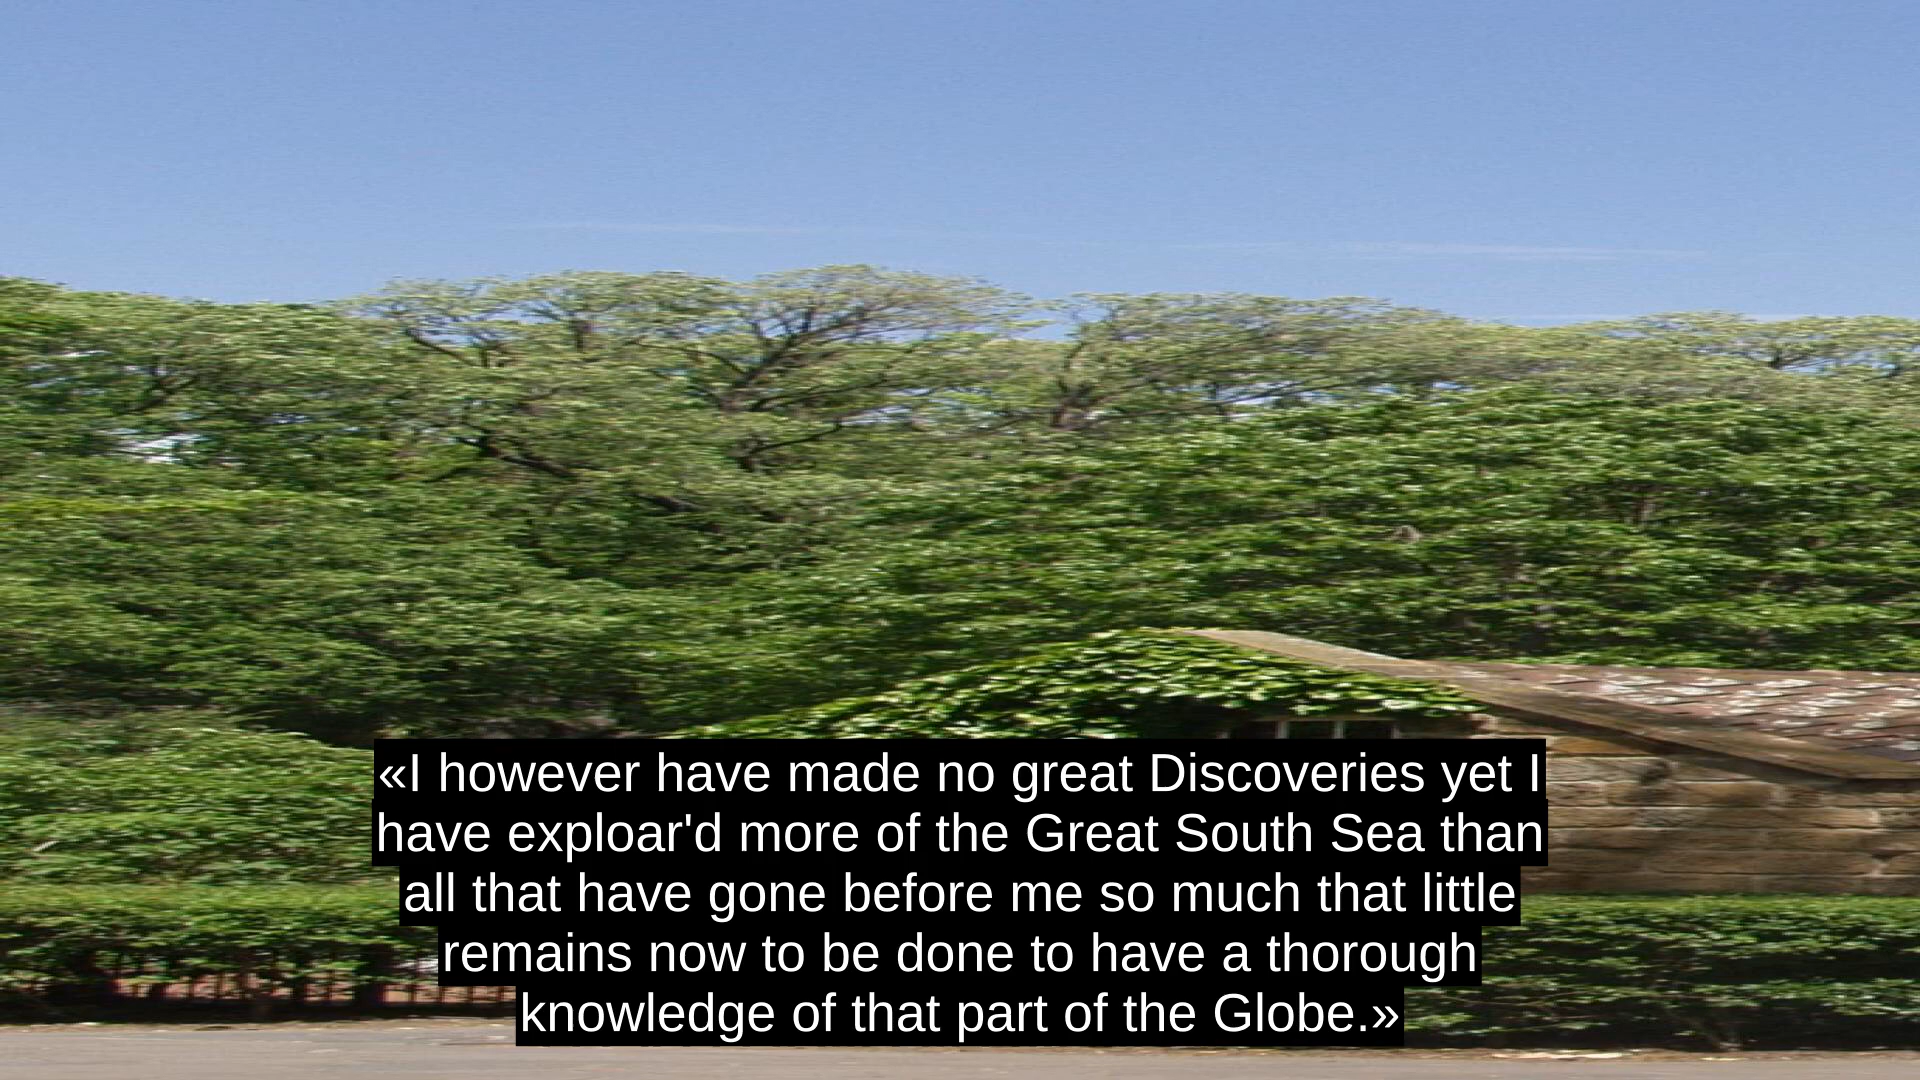 «I however have made no great Discoveries yet I
have exploar'd more of the Great South Sea than
all that have gone before me so much that little
remains now to be done to have a thorough
knowledge of that part of the Globe.»